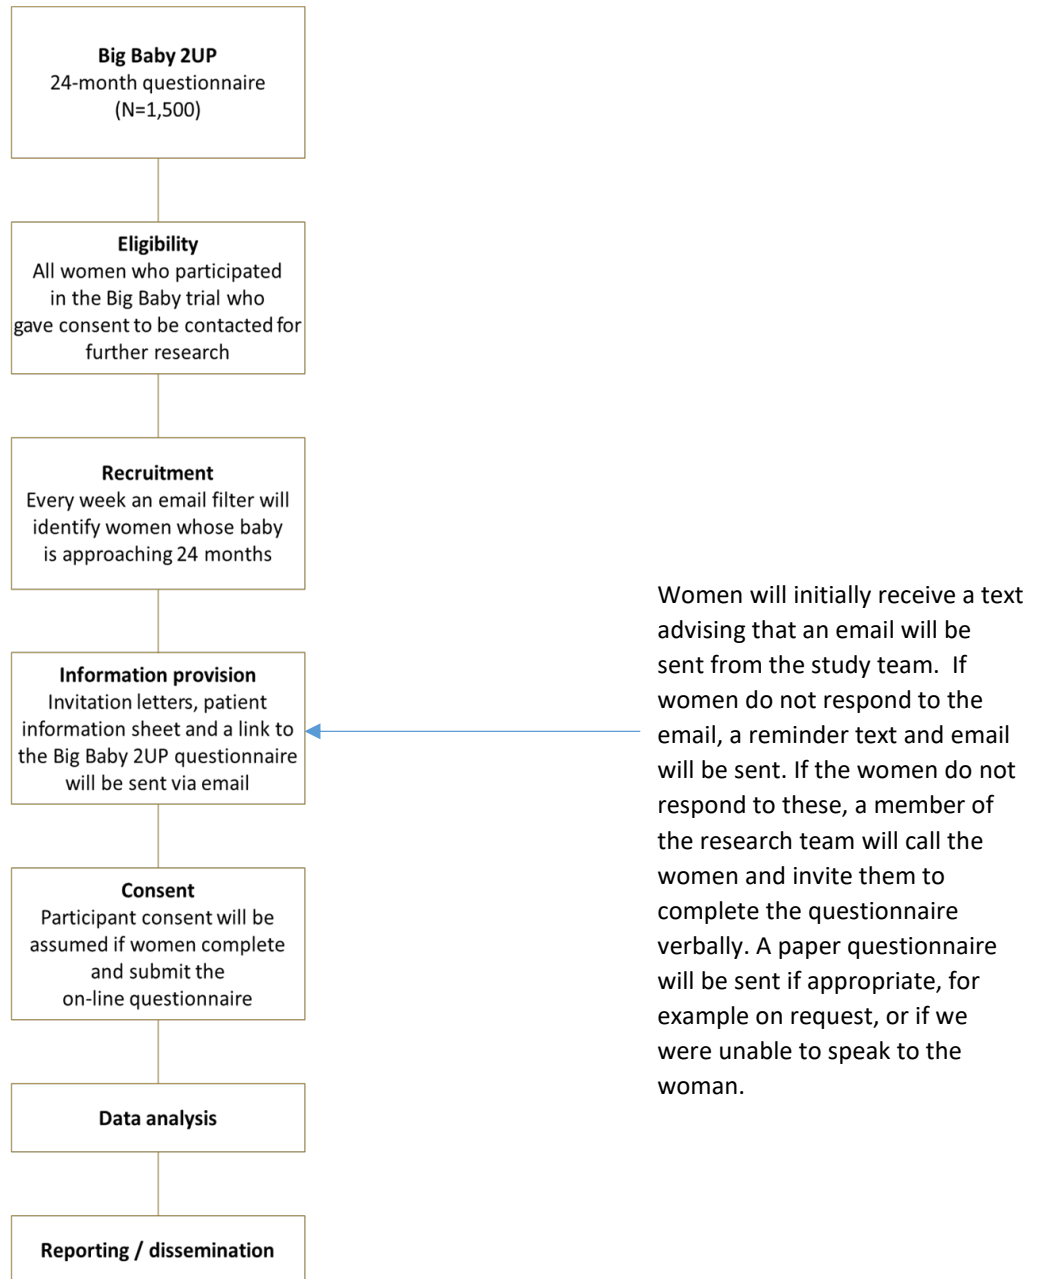 Big Baby 2UP
24-month questionnaire
(N=1,500)
Eligibility
All women who participated
in the Big Baby trial who
gave consent to be contacted for
further research
Recruitment
Every week an email filter will
identify women whose baby
is approaching 24 months
Information provision
Invitation letters, patient
information sheet and a link to
the Big Baby 2UP questionnaire
will be sent via email
Women will initially receive a text
advising that an email will be
sent from the study team.  If
women do not respond to the
email, a reminder text and email
will be sent. If the women do not
respond to these, a member of
the research team will call the
women and invite them to
complete the questionnaire
verbally. A paper questionnaire
will be sent if appropriate, for
example on request, or if we
were unable to speak to the
woman.
Consent
Participant consent will be
assumed if women complete
and submit the
on-line questionnaire
Data analysis
Reporting / dissemination